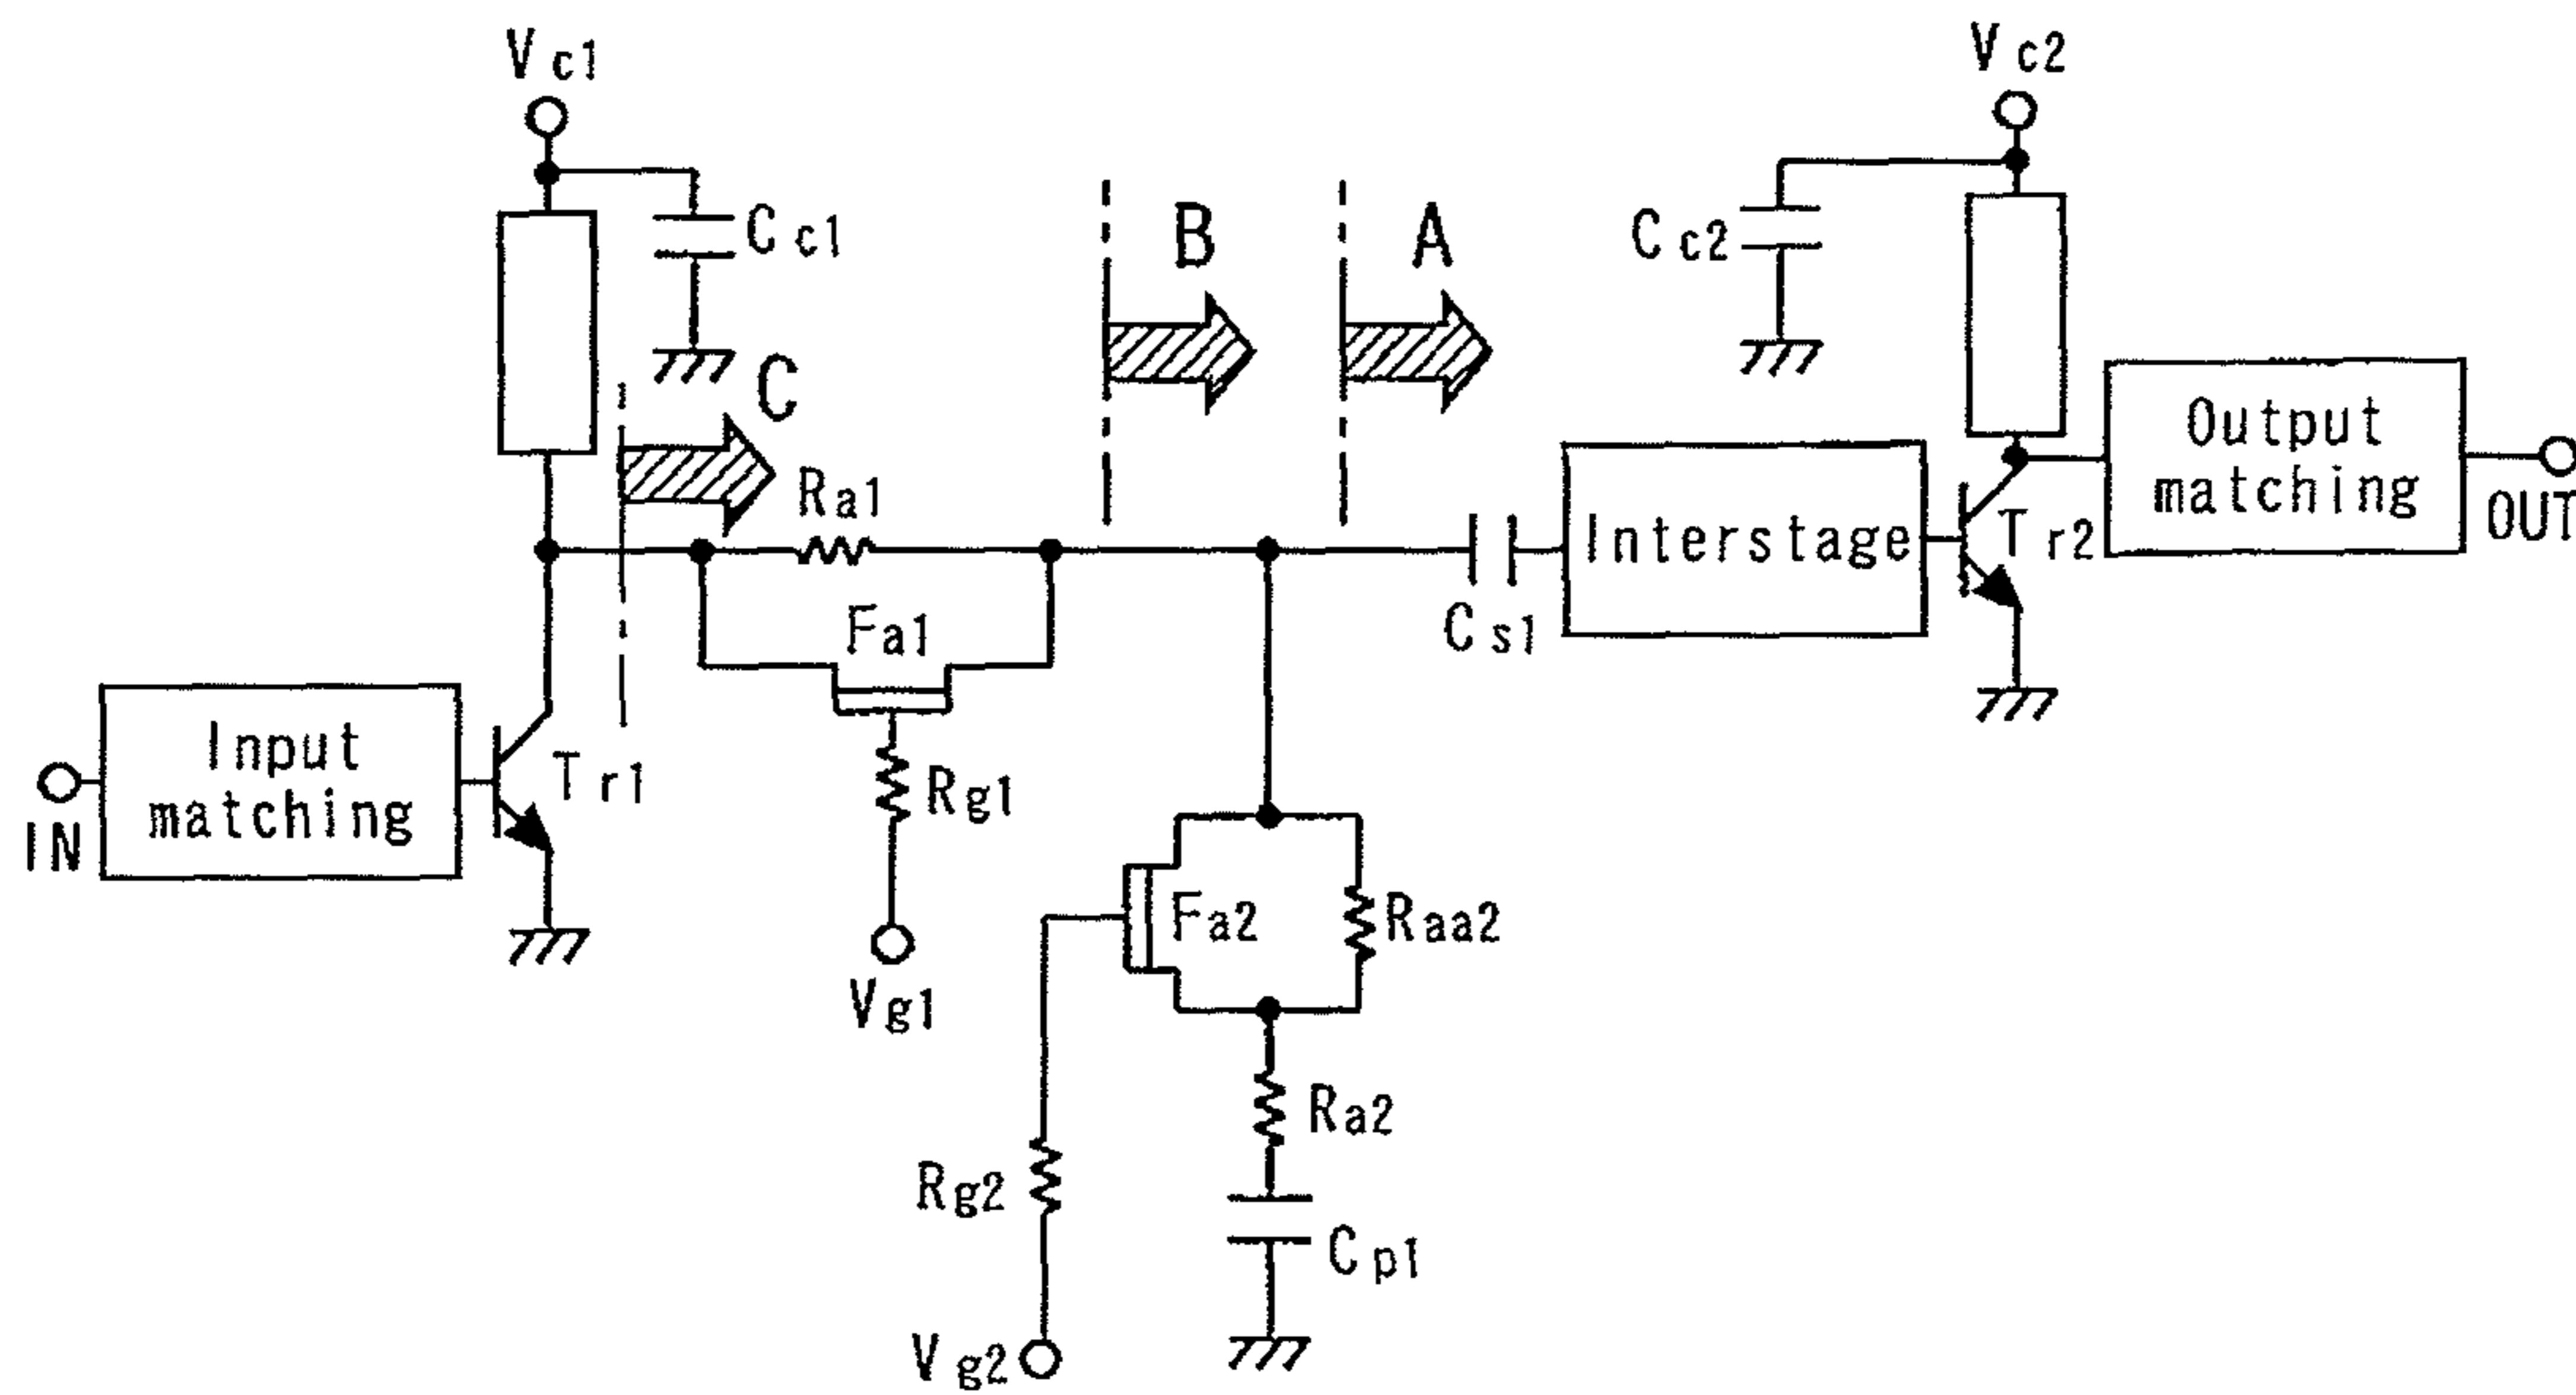 Vc1
Vc2
Cc1
B
A
Cc2
C
Ra1
Output
matching
OUT
Interstage
Tr2
Fa1
Cs1
Input
matching
IN
Tr1
Rg1
Fa2
Raa2
Vg1
Ra2
Rg2
Cp1
Vg2